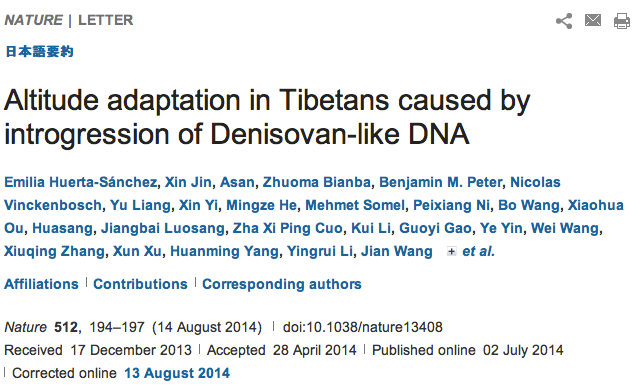 NATURE | LETTER
日本語要約
Altitude adaptation in Tibetans caused by
introgression of Denisovan-like DNA
Emilia Huerta-Sánchez, Xin Jin, Asan, Zhuoma Bianba, Benjamin M. Peter, Nicolas
Vinckenbosch, Yu Liang, Xin Yi, Mingze He, Mehmet Somel, Peixiang Ni, Bo Wang, Xiaohua
Ou, Huasang, Jiangbai Luosang, Zha Xi Ping Cuo, Kui Li, Guoyi Gao, Ye Yin, Wei Wang,
Xiuqing Zhang, Xun Xu, Huanming Yang, Yingrui Li, Jian Wang + et al.
Affiliations | Contributions | Corresponding authors
Nature 512, 194–197 (14 August 2014) | doi:10.1038/nature13408
Received 17 December 2013 | Accepted 28 April 2014 | Published online 02 July 2014
| Corrected online 13 August 2014